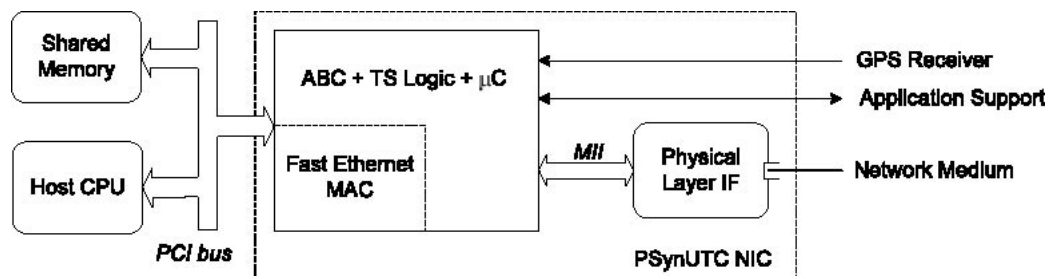 Shared
Memory
Host CPU
PCI bus
ABC + TS Logic + µC
Fast Ethernet
MAC
MII
Physical
Layer IF
PSynUTC NIC
GPS Receiver
Application Support
Network Medium